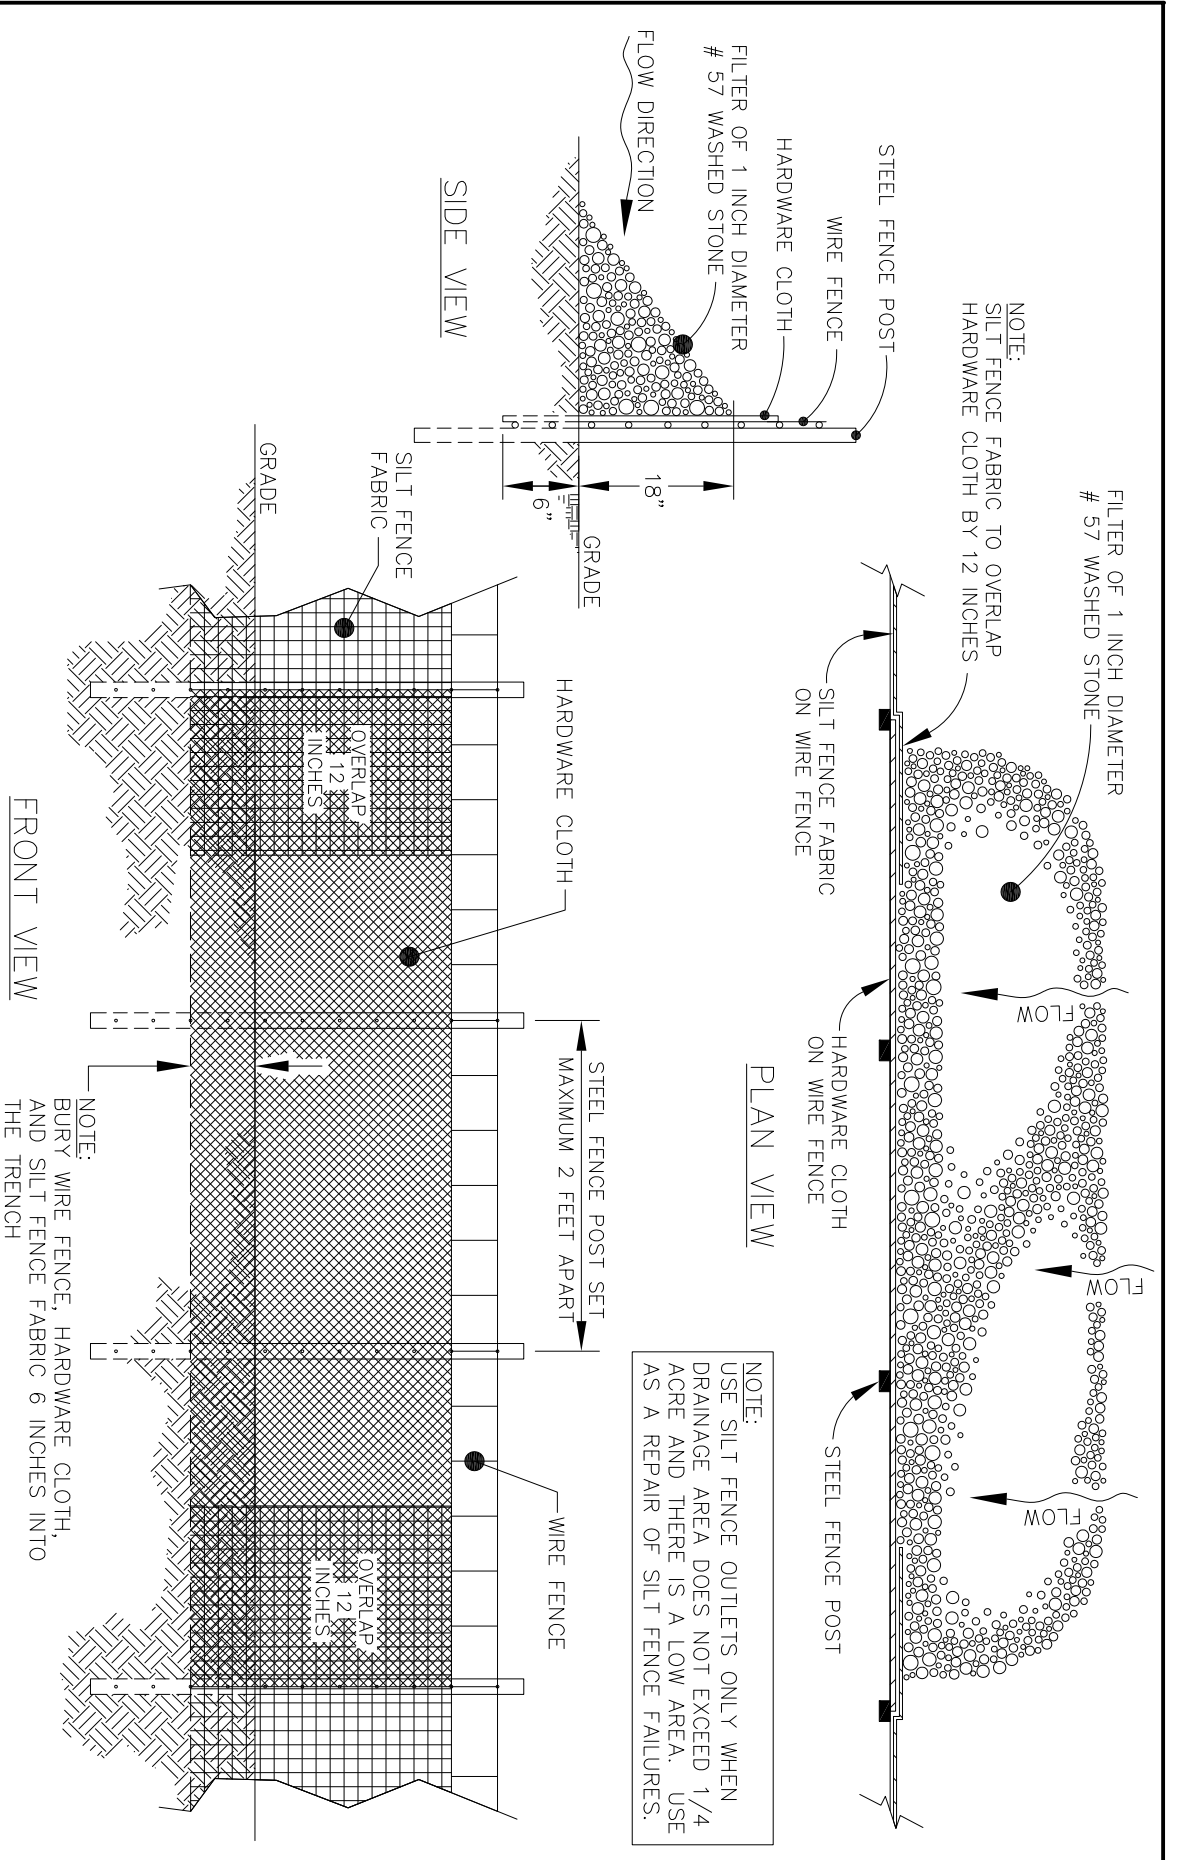 FILTER OF 1 INCH DIAMETER
# 57 WASHED STONE
NOTE:
SILT FENCE FABRIC TO OVERLAP
HARDWARE CLOTH BY 12 INCHES
FLOW
FLOW
FLOW
SILT FENCE FABRIC
ON WIRE FENCE
HARDWARE CLOTH
ON WIRE FENCE
STEEL FENCE POST
PLAN VIEW
STEEL FENCE POST
WIRE FENCE
HARDWARE CLOTH
FILTER OF 1 INCH DIAMETER
# 57 WASHED STONE
FLOW DIRECTION
18"
6"
GRADE
SIDE VIEW
NOTE:
USE SILT FENCE OUTLETS ONLY WHEN
DRAINAGE AREA DOES NOT EXCEED 1/4
ACRE AND THERE IS A LOW AREA. USE
AS A REPAIR OF SILT FENCE FAILURES.
STEEL FENCE POST SET
MAXIMUM 2 FEET APART
HARDWARE CLOTH
WIRE FENCE
SILT FENCE
FABRIC
GRADE
OVERLAP
12
INCHES
OVERLAP
12
INCHES
NOTE:
BURY WIRE FENCE, HARDWARE CLOTH,
AND SILT FENCE FABRIC 6 INCHES INTO
THE TRENCH
FRONT VIEW